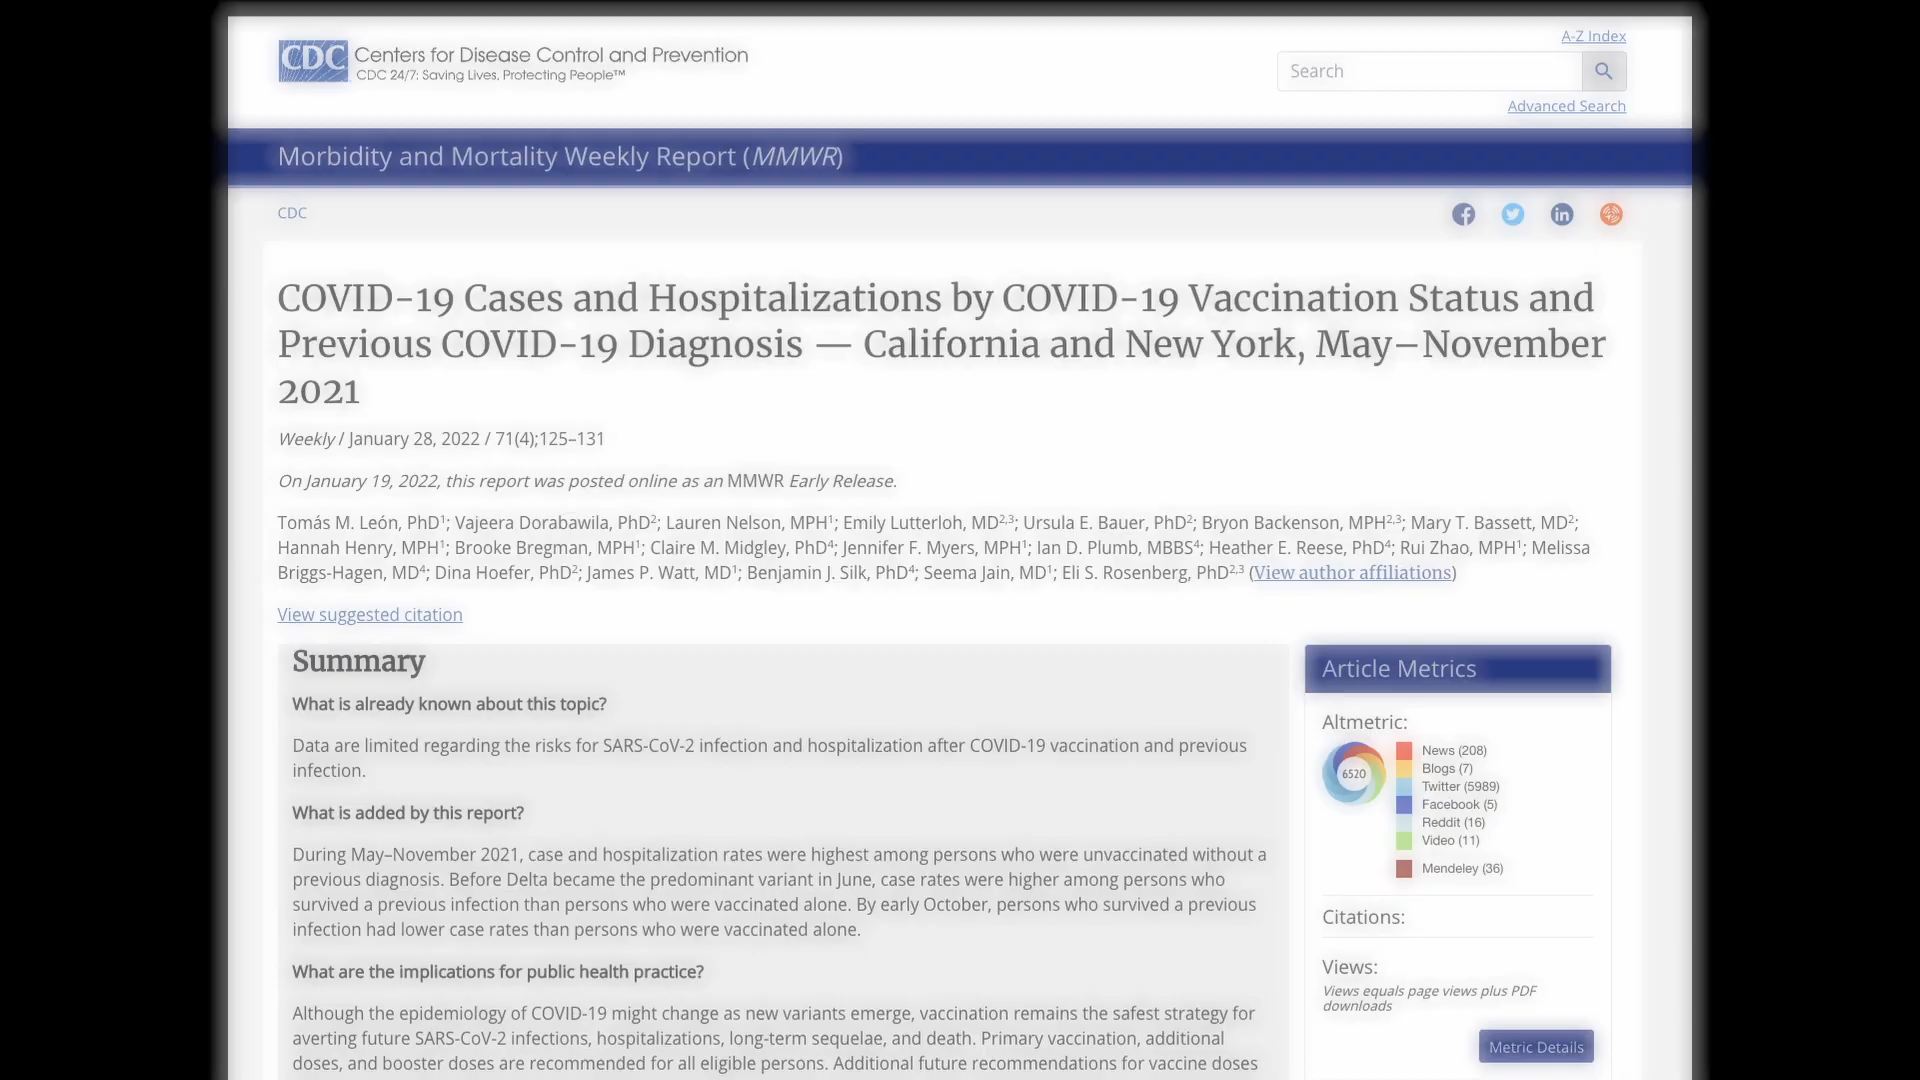 CDC Centers for Disease Control and Prevention
CDC 24/7: Saving Lives, Protecting People™
A-Z Index
Search
Advanced Search
Morbidity and Mortality Weekly Report (MMWR)
CDC
COVID-19 Cases and Hospitalizations by COVID-19 Vaccination Status and
Previous COVID-19 Diagnosis — California and New York, May–November
2021
Weekly / January 28, 2022 / 71(4);125–131
On January 19, 2022, this report was posted online as an MMWR Early Release.
Tomás M. León, PhD1; Vajeera Dorabawila, PhD2; Lauren Nelson, MPH1; Emily Lutterloh, MD2,3; Ursula E. Bauer, PhD2; Bryon Backenson, MPH2,3; Mary T. Bassett, MD2;
Hannah Henry, MPH1; Brooke Bregman, MPH1; Claire M. Midgley, PhD4; Jennifer F. Myers, MPH1; Ian D. Plumb, MBBS4; Heather E. Reese, PhD4; Rui Zhao, MPH1; Melissa
Briggs-Hagen, MD4; Dina Hoefer, PhD2; James P. Watt, MD1; Benjamin J. Silk, PhD4; Seema Jain, MD1; Eli S. Rosenberg, PhD2,3 (View author affiliations)
View suggested citation
Summary
What is already known about this topic?
Data are limited regarding the risks for SARS-CoV-2 infection and hospitalization after COVID-19 vaccination and previous
infection.
What is added by this report?
During May–November 2021, case and hospitalization rates were highest among persons who were unvaccinated without a
previous diagnosis. Before Delta became the predominant variant in June, case rates were higher among persons who
survived a previous infection than persons who were vaccinated alone. By early October, persons who survived a previous
infection had lower case rates than persons who were vaccinated alone.
What are the implications for public health practice?
Although the epidemiology of COVID-19 might change as new variants emerge, vaccination remains the safest strategy for
averting future SARS-CoV-2 infections, hospitalizations, long-term sequelae, and death. Primary vaccination, additional
doses, and booster doses are recommended for all eligible persons. Additional future recommendations for vaccine doses
Article Metrics
Altmetric:
6520
News (208)
Blogs (7)
Twitter (5989)
Facebook (5)
Reddit (16)
Video (11)
Mendeley (36)
Citations:
Views:
Views equals page views plus PDF
downloads
Metric Details